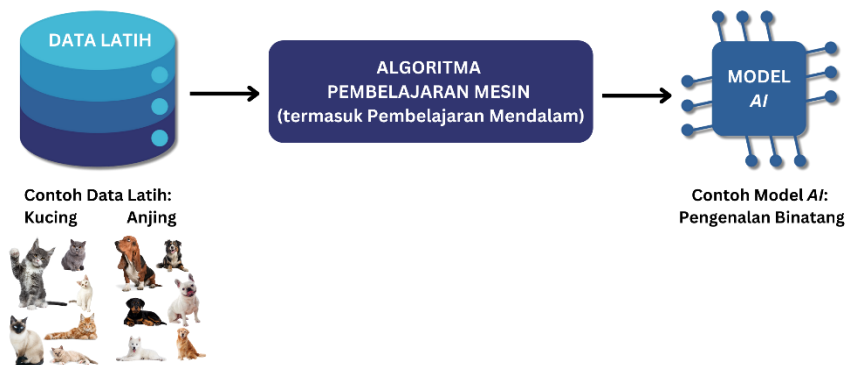 DATA LATIH
ALGORITMA
PEMBELAJARAN MESIN
(termasuk Pembelajaran Mendalam)
MODEL
AI
Contoh Data Latih:
Kucing Anjing
Contoh Model AI:
Pengenalan Binatang